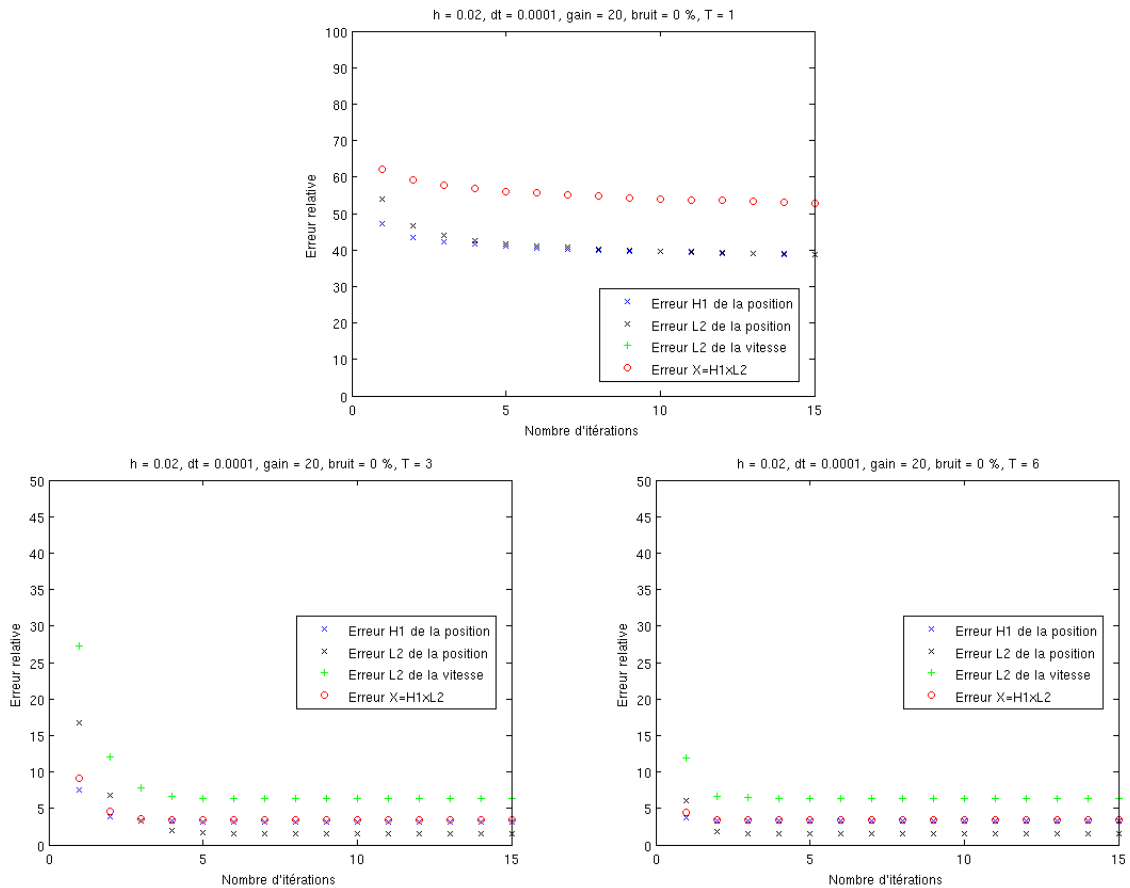 h = 0.02, dt = 0.0001, gain = 20, bruit = 0 %, T = 1
100
90
80
70
60
50
40
30
20
10
0
Erreur relative
Erreur H1 de la position
Erreur L2 de la position
Erreur L2 de la vitesse
Erreur X=H1xL2
0 5 10 15
Nombre d'itérations
h = 0.02, dt = 0.0001, gain = 20, bruit = 0 %, T = 3
50
45
40
35
30
25
20
15
10
5
0
Erreur relative
Erreur H1 de la position
Erreur L2 de la position
Erreur L2 de la vitesse
Erreur X=H1xL2
0 5 10 15
Nombre d'itérations
h = 0.02, dt = 0.0001, gain = 20, bruit = 0 %, T = 6
50
45
40
35
30
25
20
15
10
5
0
Erreur relative
Erreur H1 de la position
Erreur L2 de la position
Erreur L2 de la vitesse
Erreur X=H1xL2
0 5 10 15
Nombre d'itérations